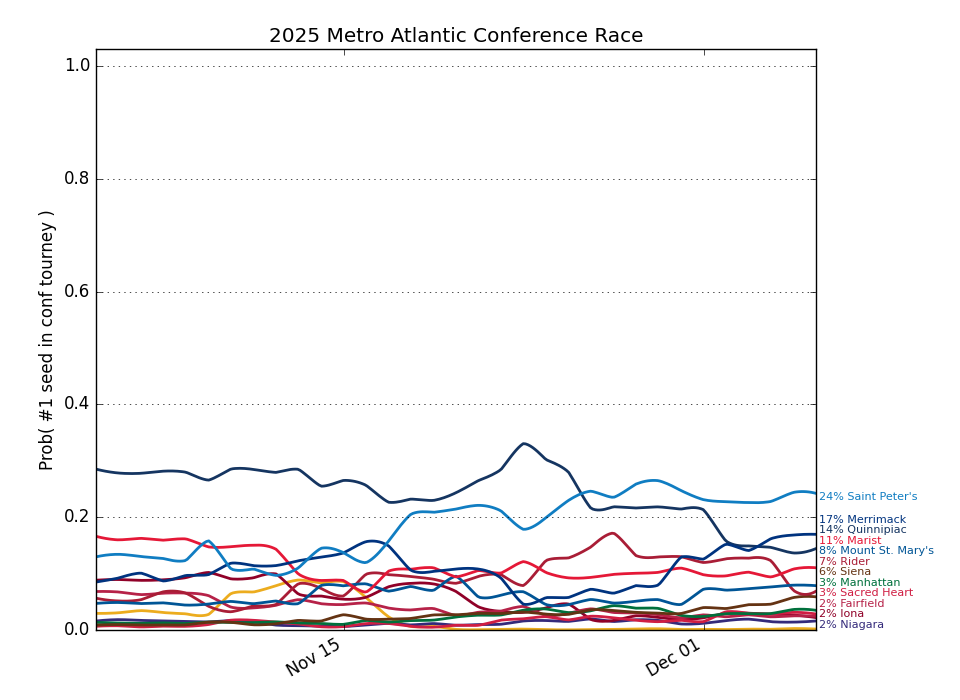 2025 Metro Atlantic Conference Race
Prob( #1 seed in conf tourney )
1.0
0.8
0.6
0.4
0.2
0.0
Nov 15
Dec 01
24% Saint Peter's
17% Merrimack
14% Quinnipiac
11% Marist
8% Mount St. Mary's
7% Rider
6% Siena
3% Manhattan
3% Sacred Heart
2% Fairfield
2% Iona
2% Niagara